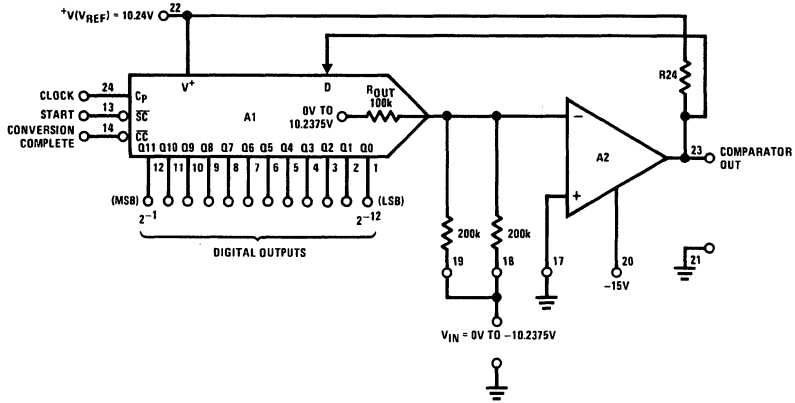 +V(VREF) = 10.24V 22
CLOCK 24 CP
START 13 SC
CONVERSION COMPLETE 14 CC
V+
D
A1
ROUT
100k
0V TO
10.2375V
Q11 Q10 Q9 Q8 Q7 Q6 Q5 Q4 Q3 Q2 Q1 Q0
12 11 10 9 8 7 6 5 4 3 2 1
(MSB) (LSB)
2-1 2-12
DIGITAL OUTPUTS
200k 200k
19 18
VIN = 0V TO -10.2375V
R24
−
A2
+
23 COMPARATOR
OUT
17
20
-15V
21